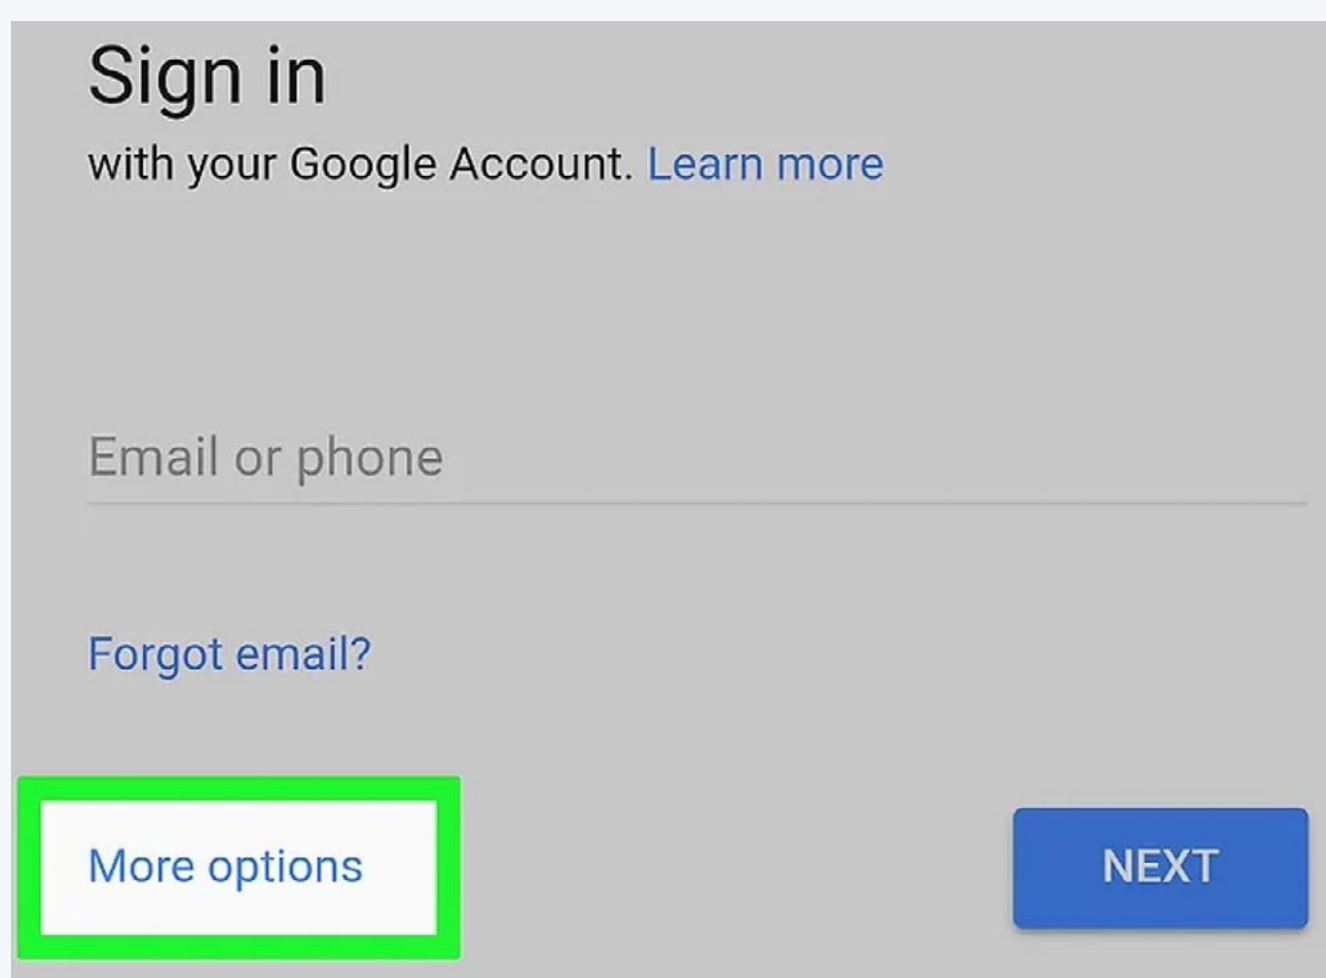 Sign in
with your Google Account. Learn more
Email or phone
Forgot email?
More options
NEXT